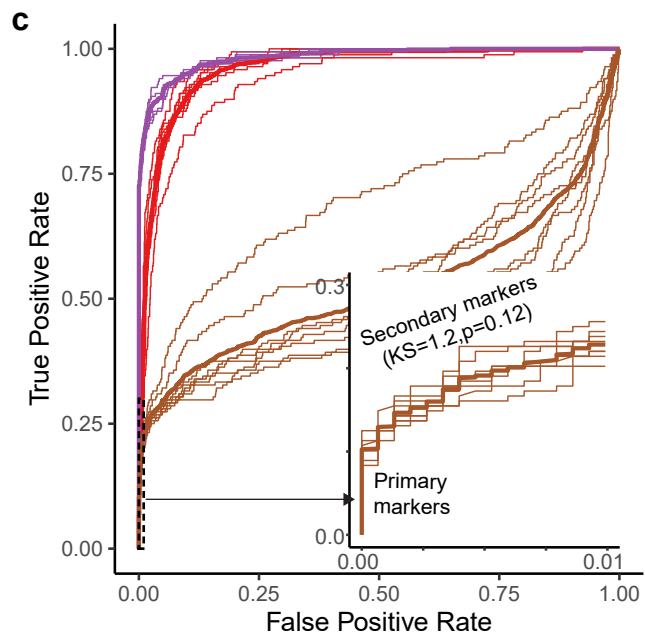 c
True Positive Rate
1.00
0.75
0.50
0.25
0.00
0.3
0.0
Secondary markers
(KS=1.2,p=0.12)
Primary
markers
0.00
0.01
0.00
0.25
0.50
0.75
1.00
False Positive Rate